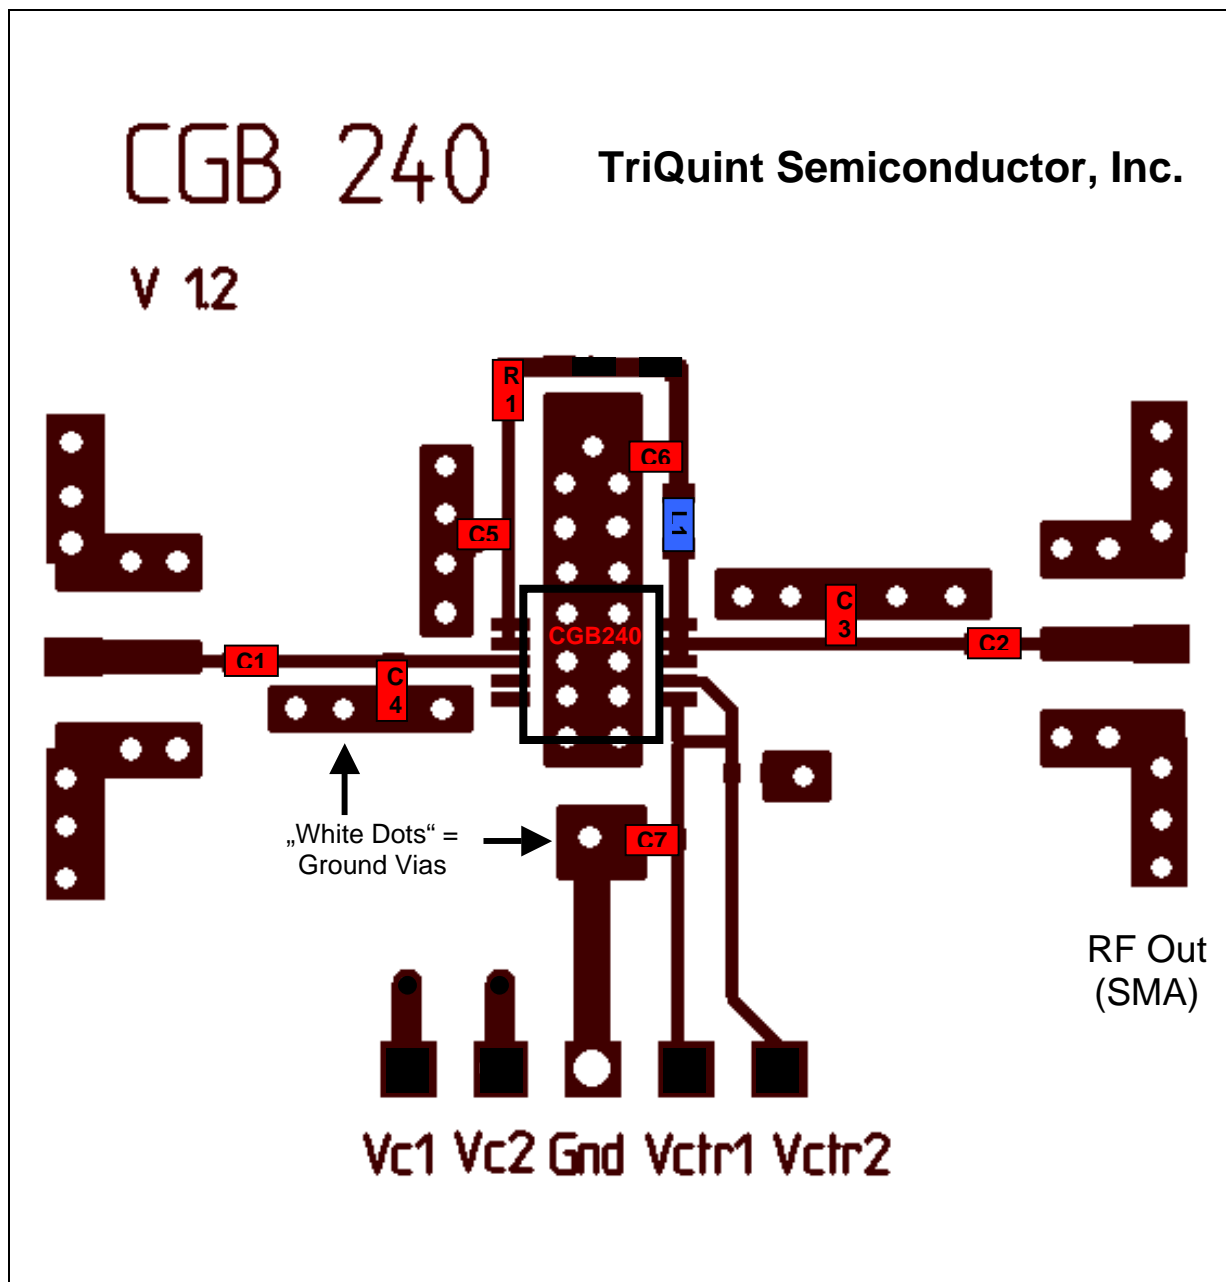 CGB 240
TriQuint Semiconductor, Inc.
V 1.2
R
1
C6
L1
C5
C
3
CGB240
C1
C2
C
4
„White Dots“ =
Ground Vias
C7
RF Out
(SMA)
Vc1 Vc2 Gnd Vctr1 Vctr2